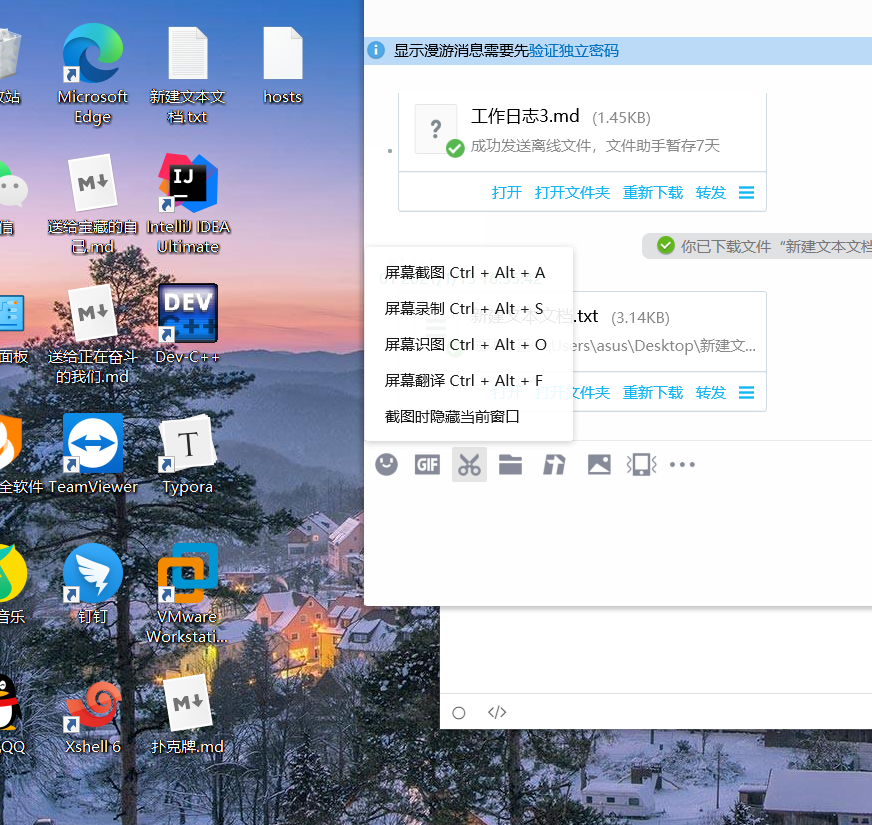 Microsoft
Edge
新建文本文
档.txt
hosts
送给宝藏的自
己.md
IntelliJ IDEA
Ultimate
IJ
M
信
面板
送给正在奋斗
的我们.md
M
DEV
C++
Dev-C++
全软件
TeamViewer
T
Typora
音乐
钉钉
VMware
Workstati...
QQ
Xshell 6
M
扑克牌.md
显示漫游消息需要先验证独立密码
?
工作日志3.md (1.45KB)
成功发送离线文件，文件助手暂存7天
打开 打开文件夹 重新下载 转发
你已下载文件 “新建文本文档
新建文本文档.txt (3.14KB)
Users\asus\Desktop\新建文...
打开 打开文件夹 重新下载 转发
屏幕截图 Ctrl + Alt + A
屏幕录制 Ctrl + Alt + S
屏幕识图 Ctrl + Alt + O
屏幕翻译 Ctrl + Alt + F
截图时隐藏当前窗口
GIF
</>